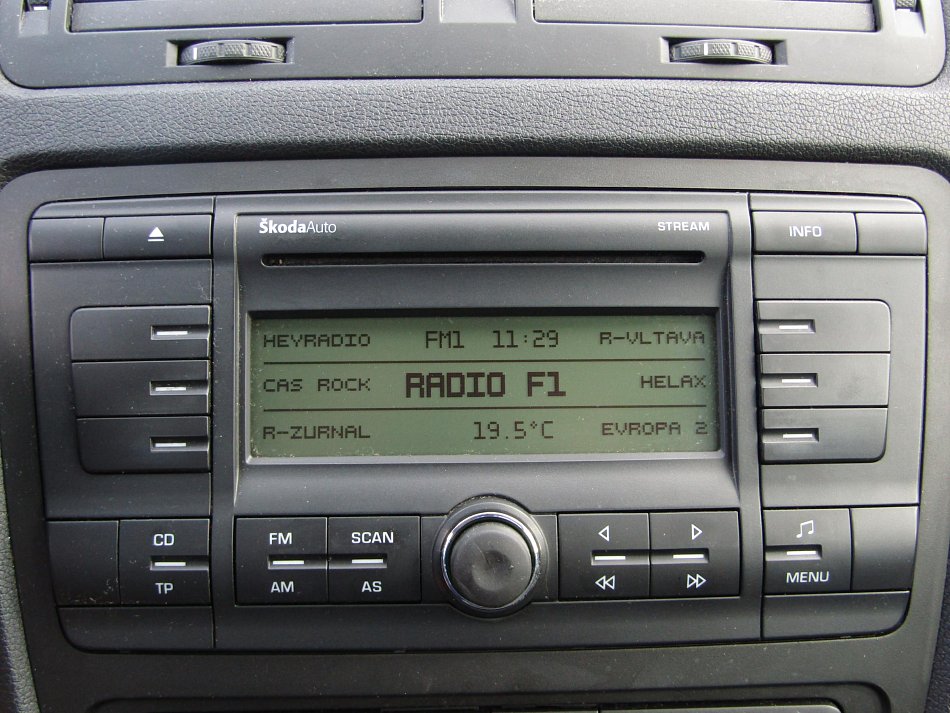 ŠkodaAuto STREAM INFO
HEYRADIO FM1 11:29 R-VLTAVA
CAS ROCK RADIO F1 HELAX
R-ZURNAL 19.5°C EVROPA 2
CD FM SCAN
TP AM AS MENU